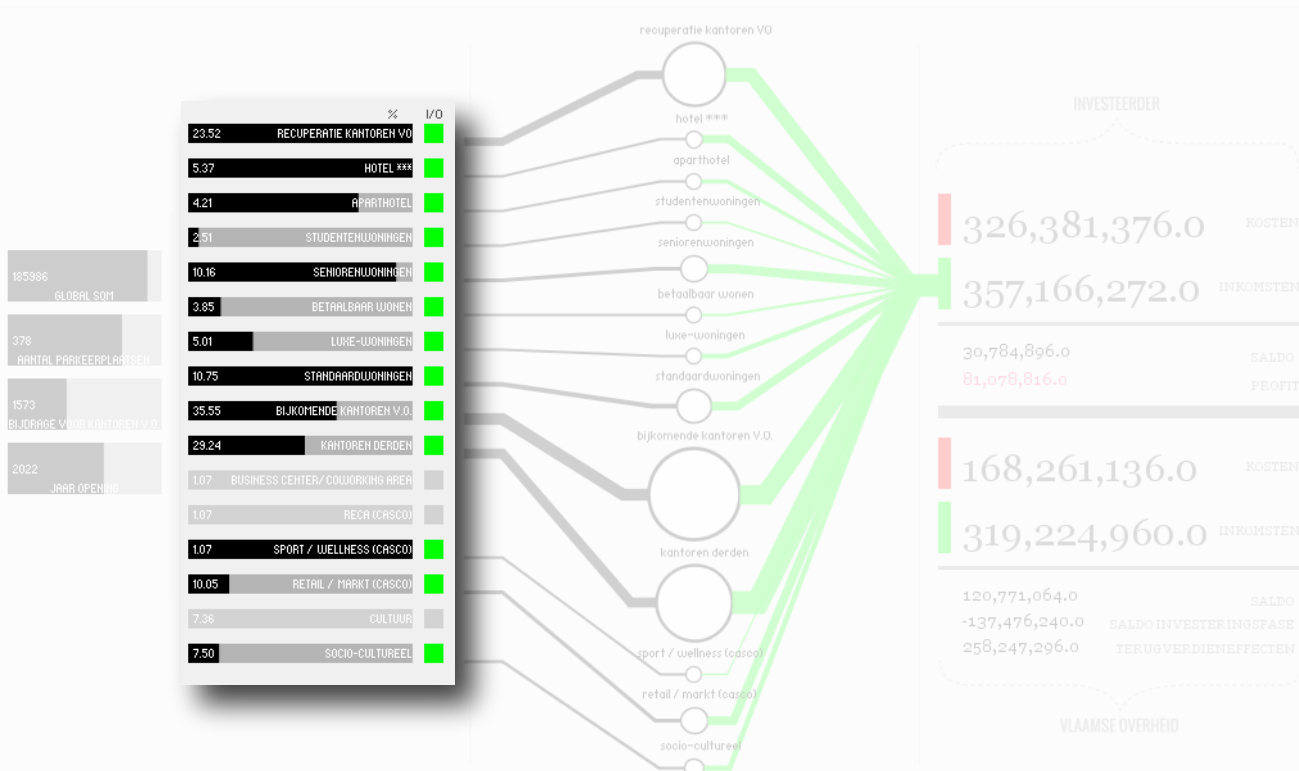 185986
GLOBAL SQM
378
AANTAL PARKEERPLAATSEN
1573
BIJDRAGE VOOR KANTOREN V.O.
2022
JAAR OPENING
% I/O
23.52 RECUPERATIE KANTOREN VO
5.37 HOTEL ***
4.21 APARTHOTEL
2.51 STUDENTENWONINGEN
10.16 SENIORENWONINGEN
3.85 BETAALBAAR WONEN
5.01 LUXE-WONINGEN
10.75 STANDAARDWONINGEN
35.55 BIJKOMENDE KANTOREN V.O.
29.24 KANTOREN DERDEN
1.07 BUSINESS CENTER/ COWORKING AREA
1.07 RECA (CASCO)
1.07 SPORT / WELLNESS (CASCO)
10.05 RETAIL / MARKT (CASCO)
7.36 CULTUUR
7.50 SOCIO-CULTUREEL
recuperatie kantoren VO
hotel ***
aparthotel
studentenwoningen
seniorenwoningen
betaalbaar wonen
luxe-woningen
standaardwoningen
bijkomende kantoren V.O.
kantoren derden
sport / wellness (casco)
retail / markt (casco)
socio-cultureel
INVESTEERDER
326,381,376.0 KOSTEN
357,166,272.0 INKOMSTEN
30,784,896.0 SALDO
81,078,816.0 PROFIT
168,261,136.0 KOSTEN
319,224,960.0 INKOMSTEN
120,771,064.0 SALDO
-137,476,240.0 SALDO INVESTERINGSFASE
258,247,296.0 TERUGVERDIENEFFECTEN
VLAAMSE OVERHEID